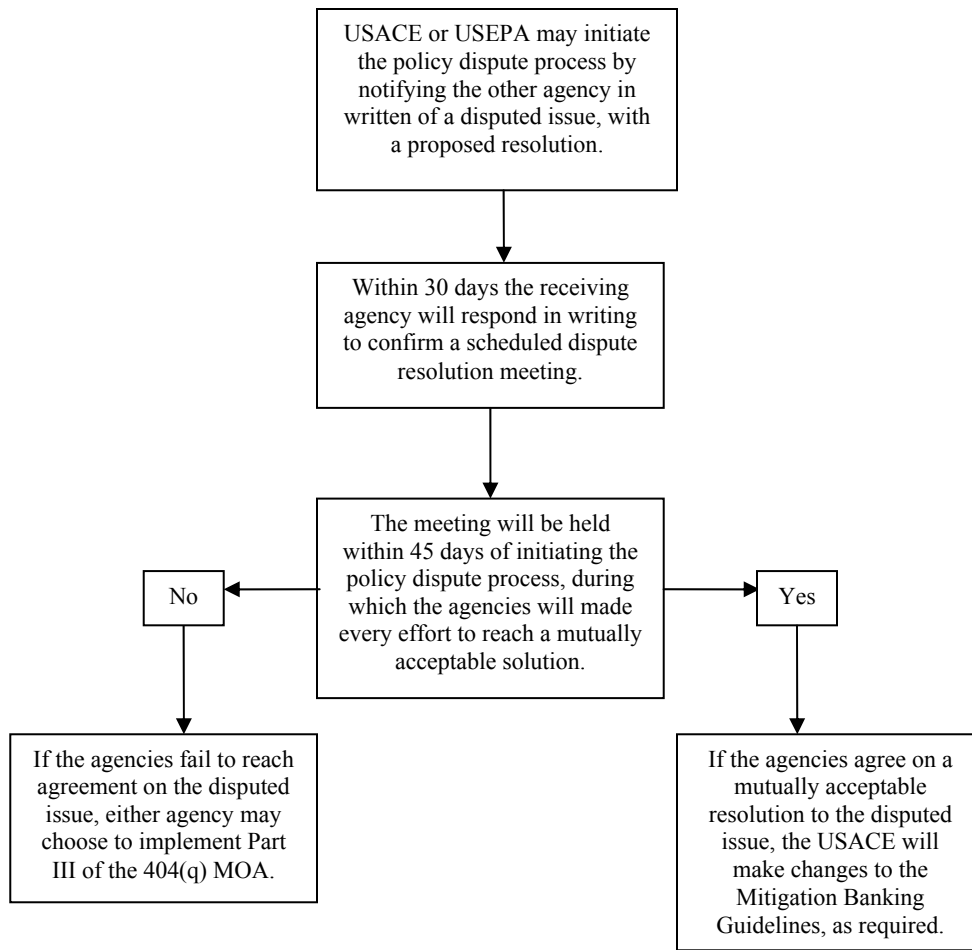 USACE or USEPA may initiate
the policy dispute process by
notifying the other agency in
written of a disputed issue, with
a proposed resolution.
Within 30 days the receiving
agency will respond in writing
to confirm a scheduled dispute
resolution meeting.
The meeting will be held
within 45 days of initiating the
policy dispute process, during
which the agencies will made
every effort to reach a mutually
acceptable solution.
No
Yes
If the agencies fail to reach
agreement on the disputed
issue, either agency may
choose to implement Part
III of the 404(q) MOA.
If the agencies agree on a
mutually acceptable
resolution to the disputed
issue, the USACE will
make changes to the
Mitigation Banking
Guidelines, as required.